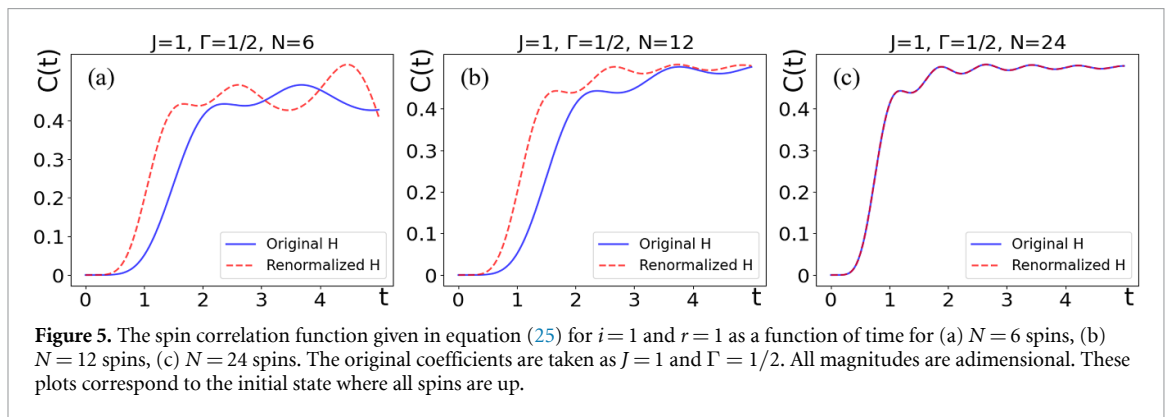 J=1, Γ=1/2, N=6
C(t)
(a)
0.4
0.3
0.2
0.1
0
Original H
Renormalized H
0 1 2 3 4 t
J=1, Γ=1/2, N=12
C(t)
(b)
0.4
0.3
0.2
0.1
0
Original H
Renormalized H
0 1 2 3 4 t
J=1, Γ=1/2, N=24
C(t)
(c)
0.4
0.3
0.2
0.1
0
Original H
Renormalized H
0 1 2 3 4 t
Figure 5. The spin correlation function given in equation (25) for i = 1 and r = 1 as a function of time for (a) N = 6 spins, (b)
N = 12 spins, (c) N = 24 spins. The original coefficients are taken as J = 1 and Γ = 1/2. All magnitudes are adimensional. These
plots correspond to the initial state where all spins are up.